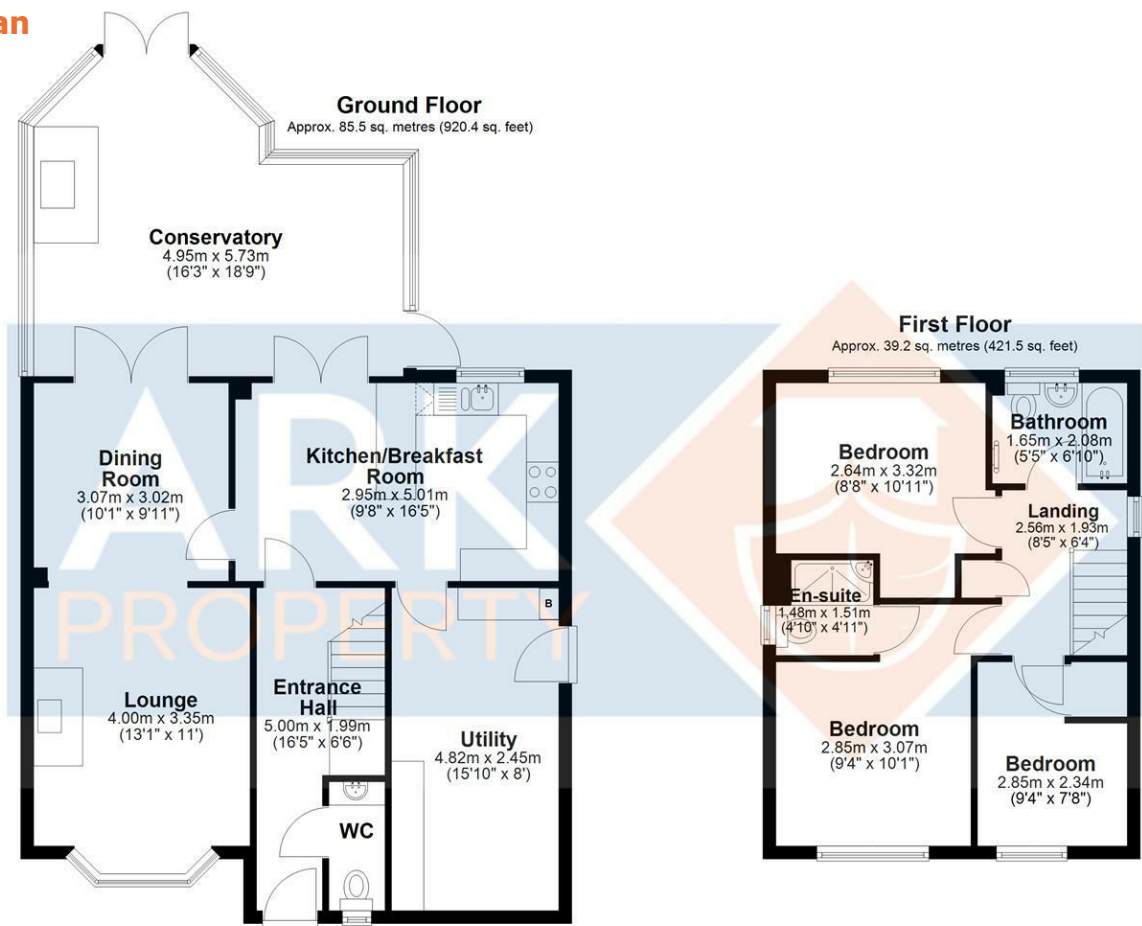 an
Ground Floor
Approx. 85.5 sq. metres (920.4 sq. feet)
Conservatory
4.95m x 5.73m
(16'3" x 18'9")
Dining
Room
3.07m x 3.02m
(10'1" x 9'11")
Kitchen/Breakfast
Room
2.95m x 5.01m
(9'8" x 16'5")
B
Lounge
4.00m x 3.35m
(13'1" x 11')
Entrance
Hall
5.00m x 1.99m
(16'5" x 6'6")
Utility
4.82m x 2.45m
(15'10" x 8')
WC
First Floor
Approx. 39.2 sq. metres (421.5 sq. feet)
Bedroom
2.64m x 3.32m
(8'8" x 10'11")
Bathroom
1.65m x 2.08m
(5'5" x 6'10")
Landing
2.56m x 1.93m
(8'5" x 6'4")
En-suite
1.48m x 1.51m
(4'10" x 4'11")
Bedroom
2.85m x 3.07m
(9'4" x 10'1")
Bedroom
2.85m x 2.34m
(9'4" x 7'8")
ARK
PROPERTY